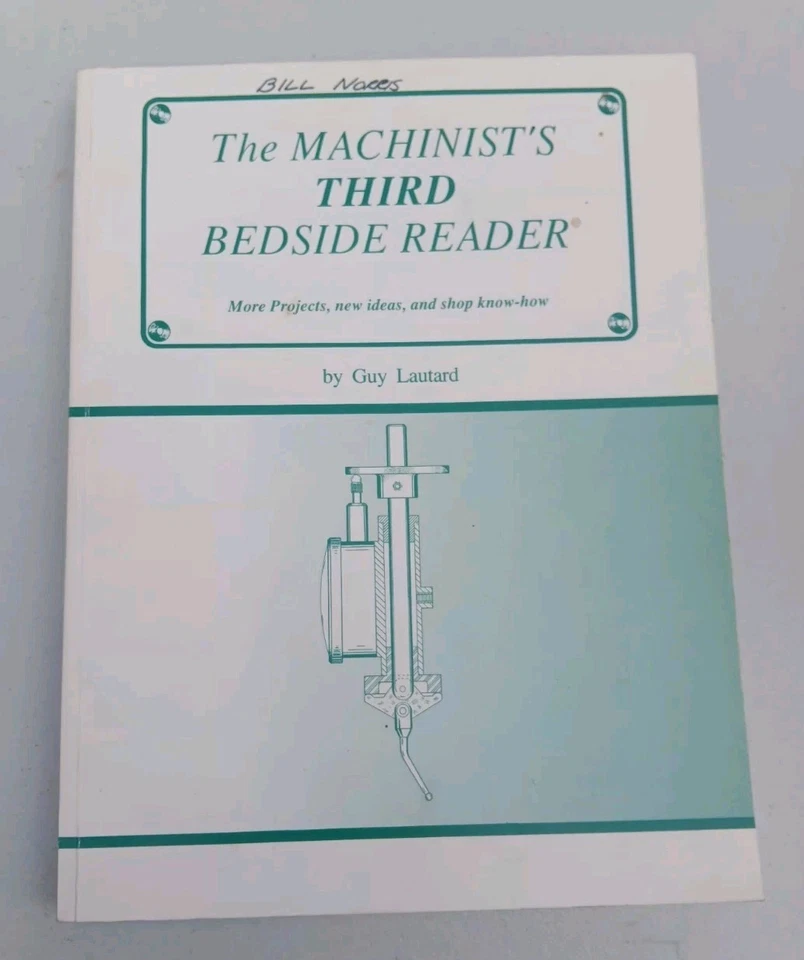 BILL NORRIS
The MACHINIST'S
THIRD
BEDSIDE READER
More Projects, new ideas, and shop know-how
by Guy Lautard